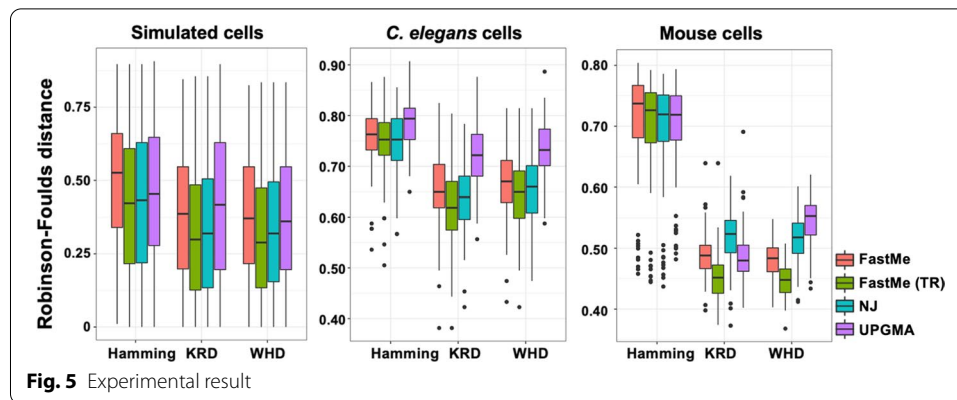 Simulated cells
C. elegans cells
Mouse cells
Robinson-Foulds distance
0.75
0.50
0.25
0
Hamming KRD WHD
0.90
0.80
0.70
0.60
0.50
0.40
Hamming KRD WHD
0.80
0.70
0.60
0.50
0.40
Hamming KRD WHD
FastMe
FastMe (TR)
NJ
UPGMA
Fig. 5 Experimental result